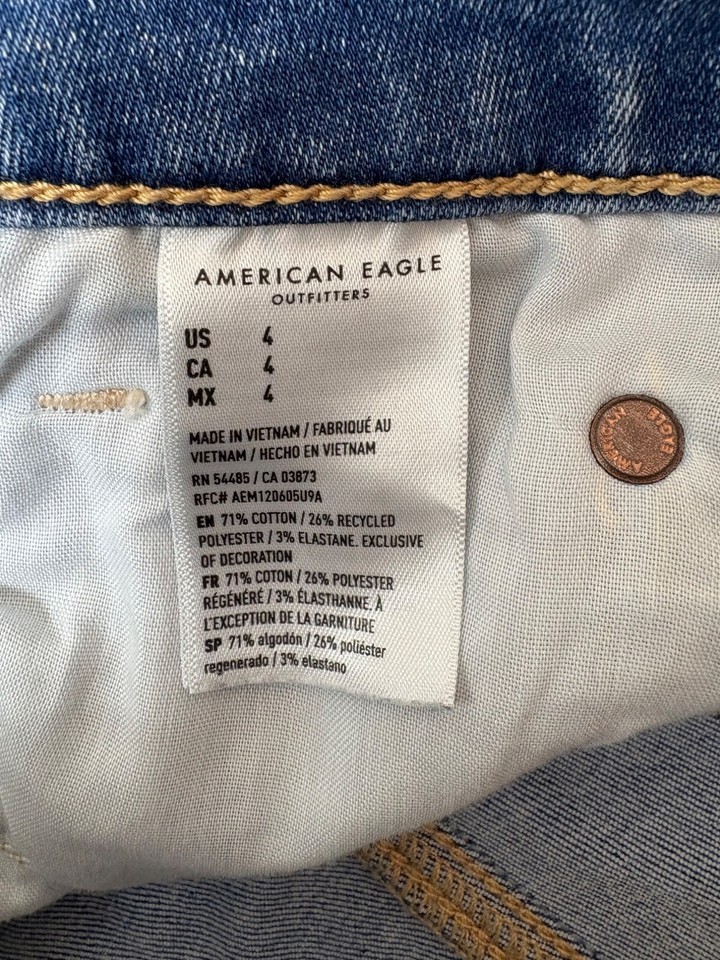 AMERICAN EAGLE
OUTFITTERS
US 4
CA 4
MX 4
MADE IN VIETNAM / FABRIQUÉ AU
VIETNAM / HECHO EN VIETNAM
RN 54485 / CA 03873
RFC# AEM120605U9A
EN 71% COTTON / 26% RECYCLED
POLYESTER / 3% ELASTANE. EXCLUSIVE
OF DECORATION
FR 71% COTON / 26% POLYESTER
RÉGÉNÉRÉ / 3% ÉLASTHANNE, À
L'EXCEPTION DE LA GARNITURE
SP 71% algodón / 26% poliéster
regenerado / 3% elastano
AMERICAN EAGLE